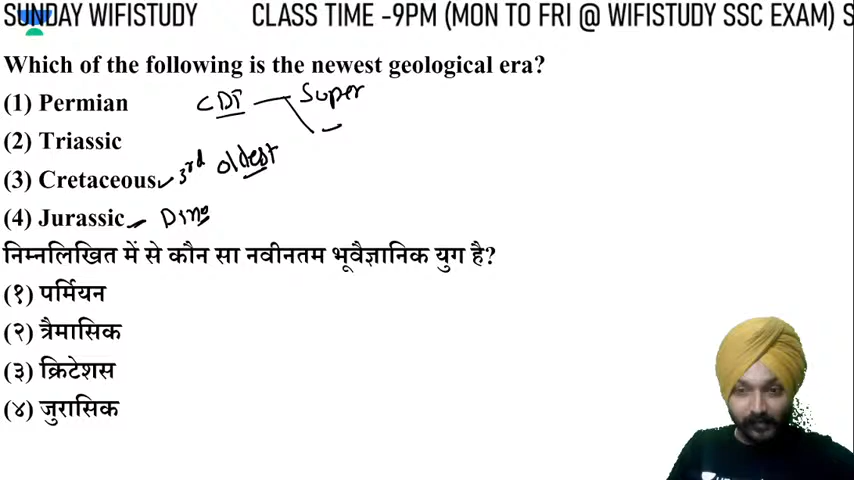 SUNDAY WIFISTUDY CLASS TIME -9PM (MON TO FRI @ WIFISTUDY SSC EXAM) S
Which of the following is the newest geological era?
(1) Permian CDT — Super
(2) Triassic
(3) Cretaceous 3rd oldest
(4) Jurassic Dino
निम्नलिखित में से कौन सा नवीनतम भूवैज्ञानिक युग है?
(१) पर्मियन
(२) त्रैमासिक
(३) क्रिटेशस
(४) जुरासिक